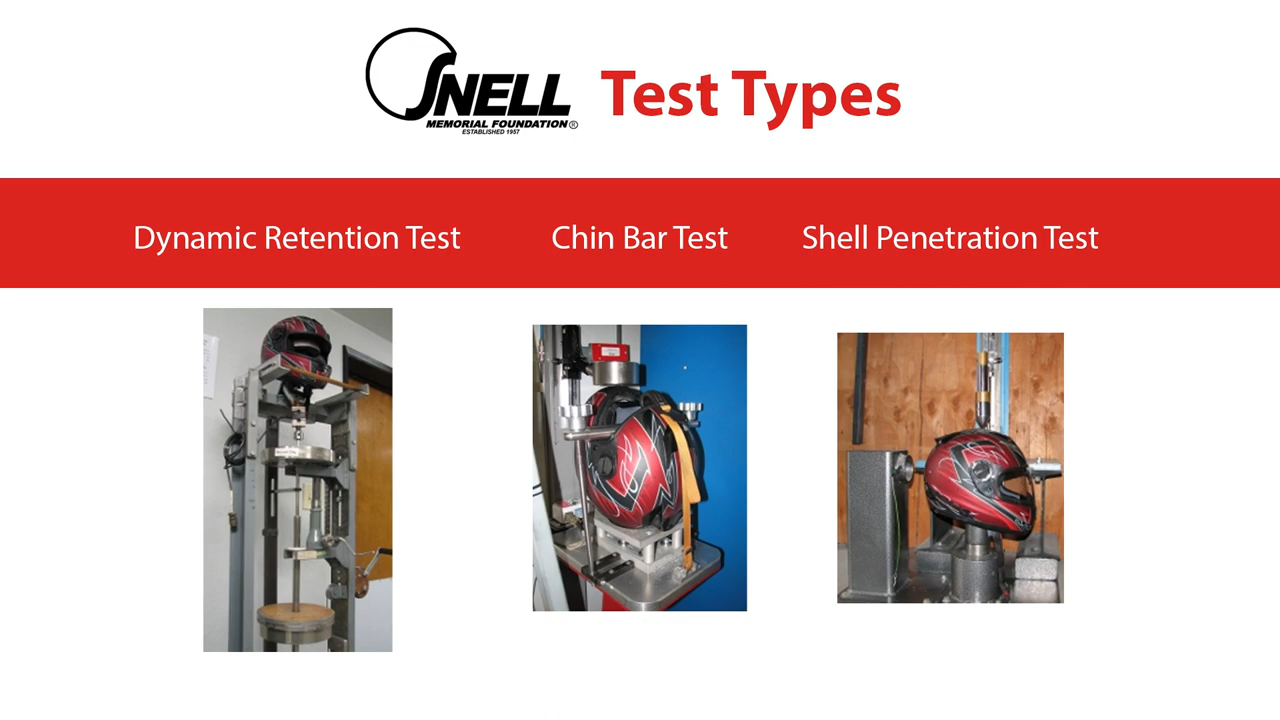 SNELL
MEMORIAL FOUNDATION®
ESTABLISHED 1957
Test Types
Dynamic Retention Test
Chin Bar Test
Shell Penetration Test